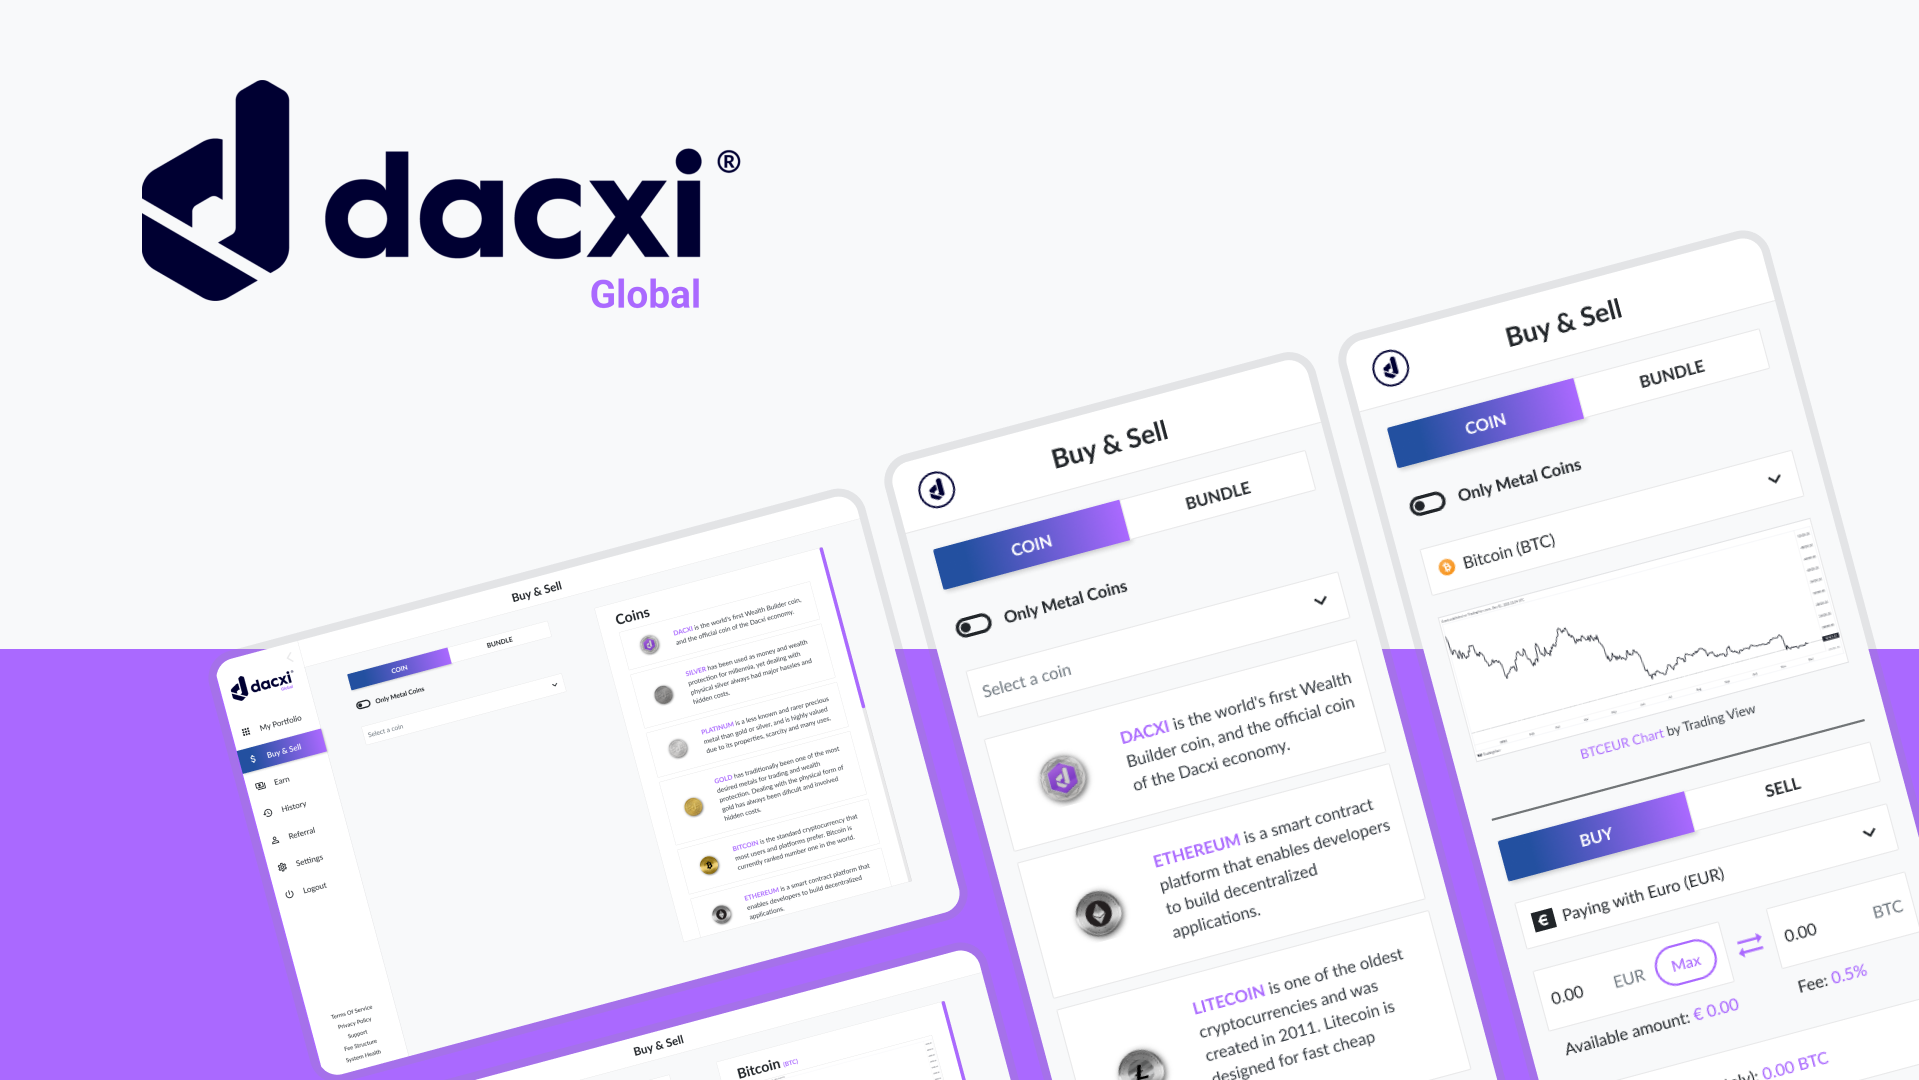 dacxi®
Global
Buy & Sell
COIN
BUNDLE
Only Metal Coins
Select a coin
Coins
DACXI is the world's first Wealth Builder coin,
and the official coin of the Dacxi economy.
SILVER has been used as money and wealth
protection for millennia, yet dealing with
physical silver always had major hassles and
hidden costs.
PLATINUM is a less known and rarer precious
metal than gold or silver, and is highly valued
due to its properties, scarcity and many uses.
GOLD has traditionally been one of the most
desired metals for trading and wealth
protection. Dealing with the physical form of
gold has always been difficult and involved
hidden costs.
BITCOIN is the standard cryptocurrency that
most users and platforms prefer. Bitcoin is
currently ranked number one in the world.
ETHEREUM is a smart contract platform that
enables developers to build decentralized
applications.
dacxi
Global
My Portfolio
Buy & Sell
Earn
History
Referral
Settings
Logout
Terms Of Service
Privacy Policy
Support
Fee Structure
System Health
Buy & Sell
Bitcoin (BTC)
Buy & Sell
COIN
BUNDLE
Only Metal Coins
Select a coin
DACXI is the world's first Wealth
Builder coin, and the official coin
of the Dacxi economy.
ETHEREUM is a smart contract
platform that enables developers
to build decentralized
applications.
LITECOIN is one of the oldest
cryptocurrencies and was
created in 2011. Litecoin is
designed for fast cheap
Buy & Sell
COIN
BUNDLE
Only Metal Coins
Bitcoin (BTC)
BTCEUR Chart by Trading View
BUY
SELL
Paying with Euro (EUR)
0.00 EUR Max
0.00 BTC
Available amount: € 0.00
Fee: 0.5%
0.00 BTC